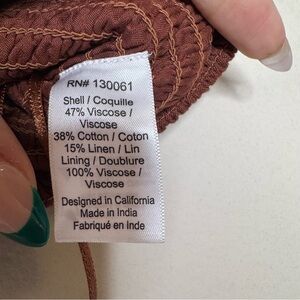 RN# 130061
Shell / Coquille
47% Viscose /
Viscose
38% Cotton / Coton
15% Linen / Lin
Lining / Doublure
100% Viscose /
Viscose
Designed in California
Made in India
Fabriqué en Inde